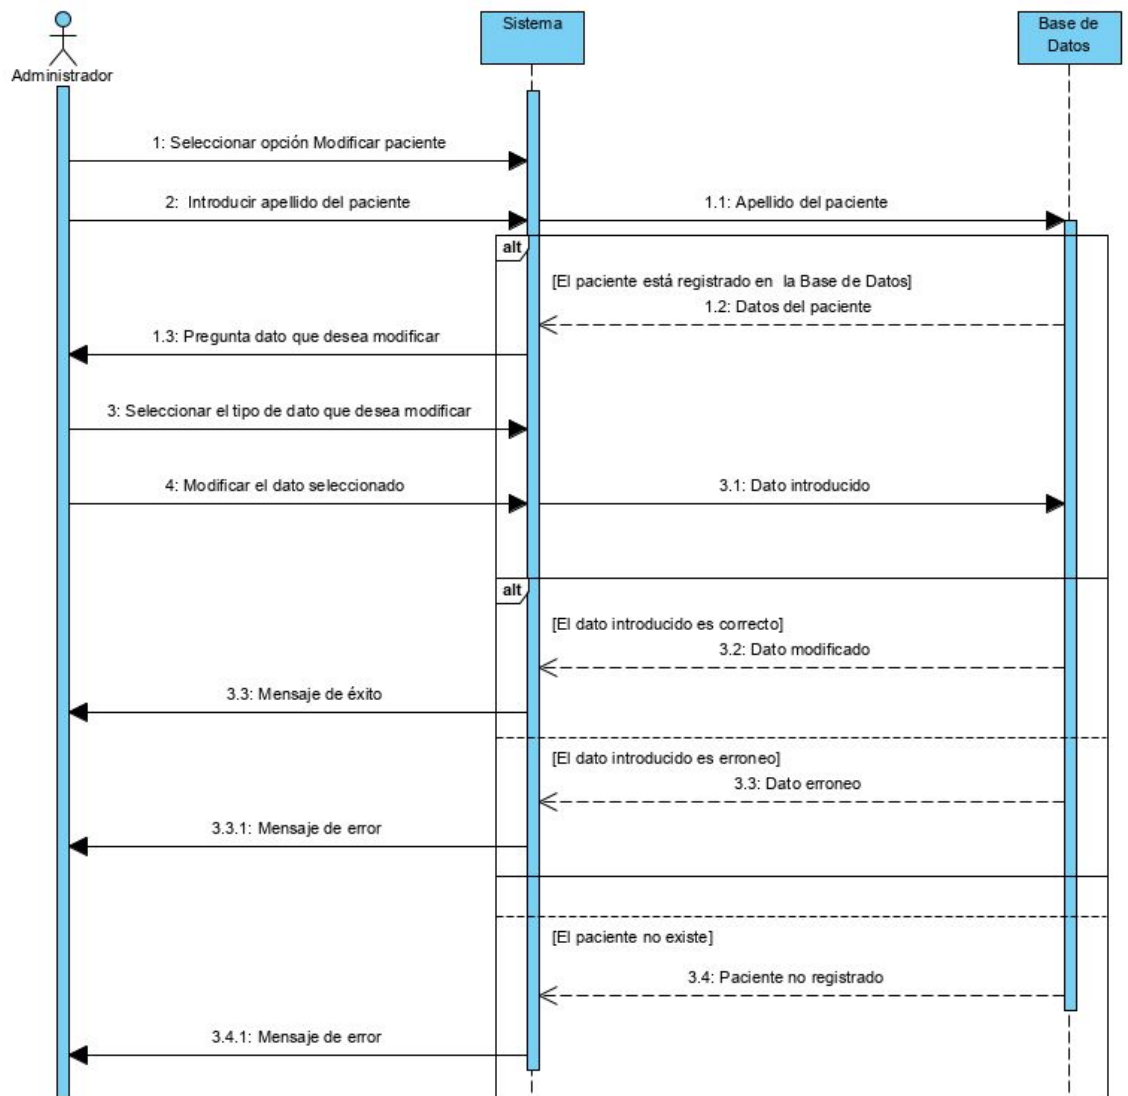 Administrador
Sistema
Base de
Datos
1: Seleccionar opción Modificar paciente
2: Introducir apellido del paciente
1.1: Apellido del paciente
alt
[El paciente está registrado en la Base de Datos]
1.2: Datos del paciente
1.3: Pregunta dato que desea modificar
3: Seleccionar el tipo de dato que desea modificar
4: Modificar el dato seleccionado
3.1: Dato introducido
alt
[El dato introducido es correcto]
3.2: Dato modificado
3.3: Mensaje de éxito
[El dato introducido es erroneo]
3.3: Dato erroneo
3.3.1: Mensaje de error
[El paciente no existe]
3.4: Paciente no registrado
3.4.1: Mensaje de error